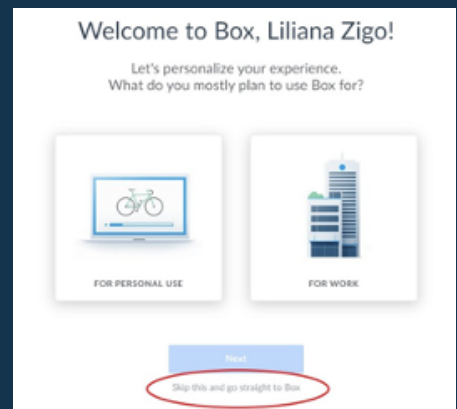 Welcome to Box, Liliana Zigo!
Let's personalize your experience.
What do you mostly plan to use Box for?
FOR PERSONAL USE
FOR WORK
Next
Skip this and go straight to Box